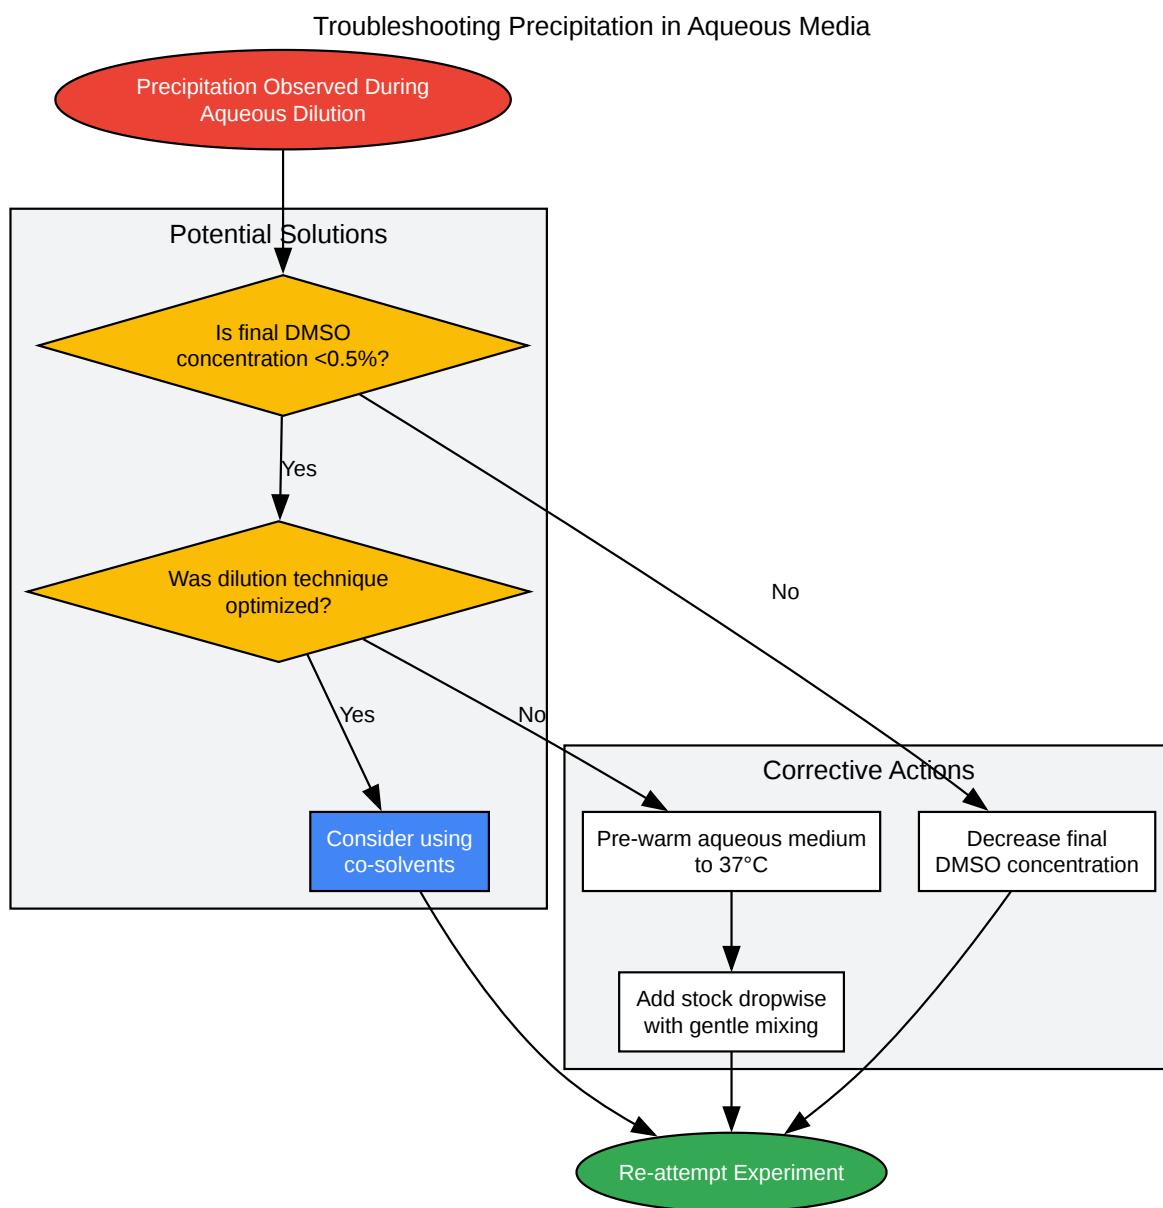 Troubleshooting Precipitation in Aqueous Media
Precipitation Observed During
Aqueous Dilution
Potential Solutions
Is final DMSO
concentration <0.5%?
Yes
Was dilution technique
optimized?
No
Yes
No
Corrective Actions
Consider using
co-solvents
Pre-warm aqueous medium
to 37°C
Decrease final
DMSO concentration
Add stock dropwise
with gentle mixing
Re-attempt Experiment